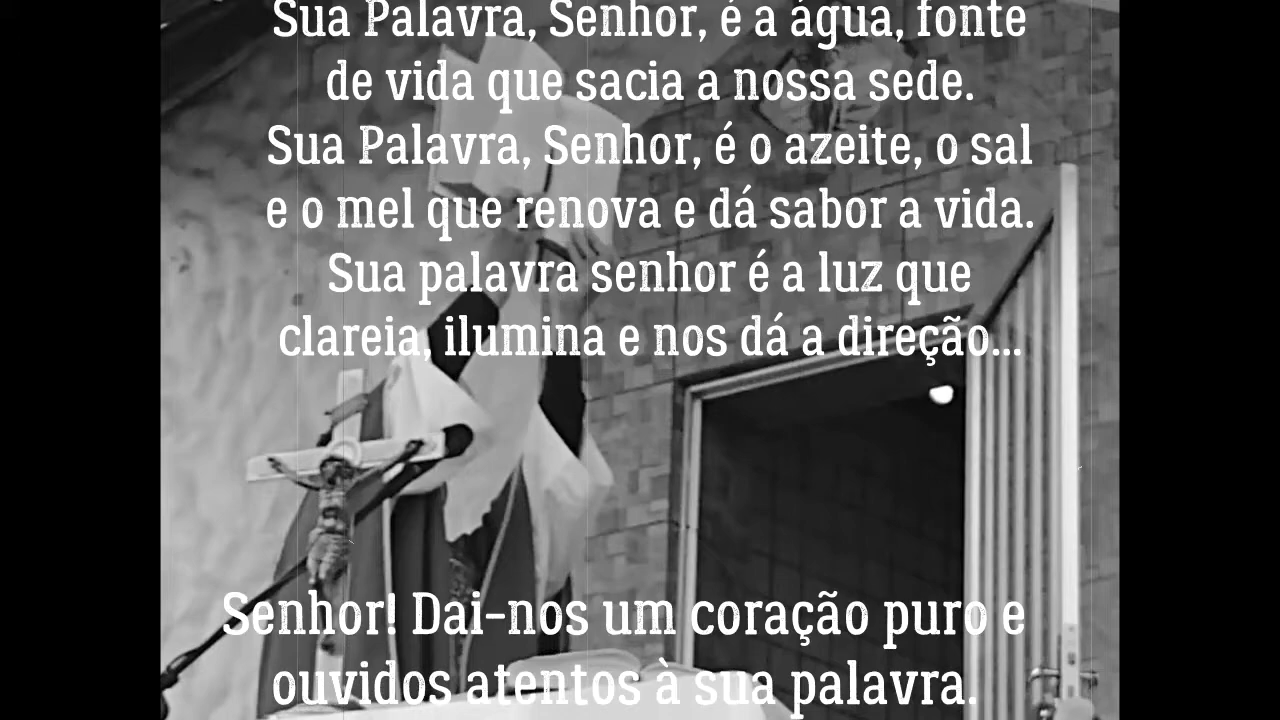 Sua Palavra, Senhor, é a água, fonte
de vida que sacia a nossa sede.
Sua Palavra, Senhor, é o azeite, o sal
e o mel que renova e dá sabor a vida.
Sua palavra senhor é a luz que
clareia, ilumina e nos dá a direção...
Senhor! Dai-nos um coração puro e
ouvidos atentos à sua palavra.